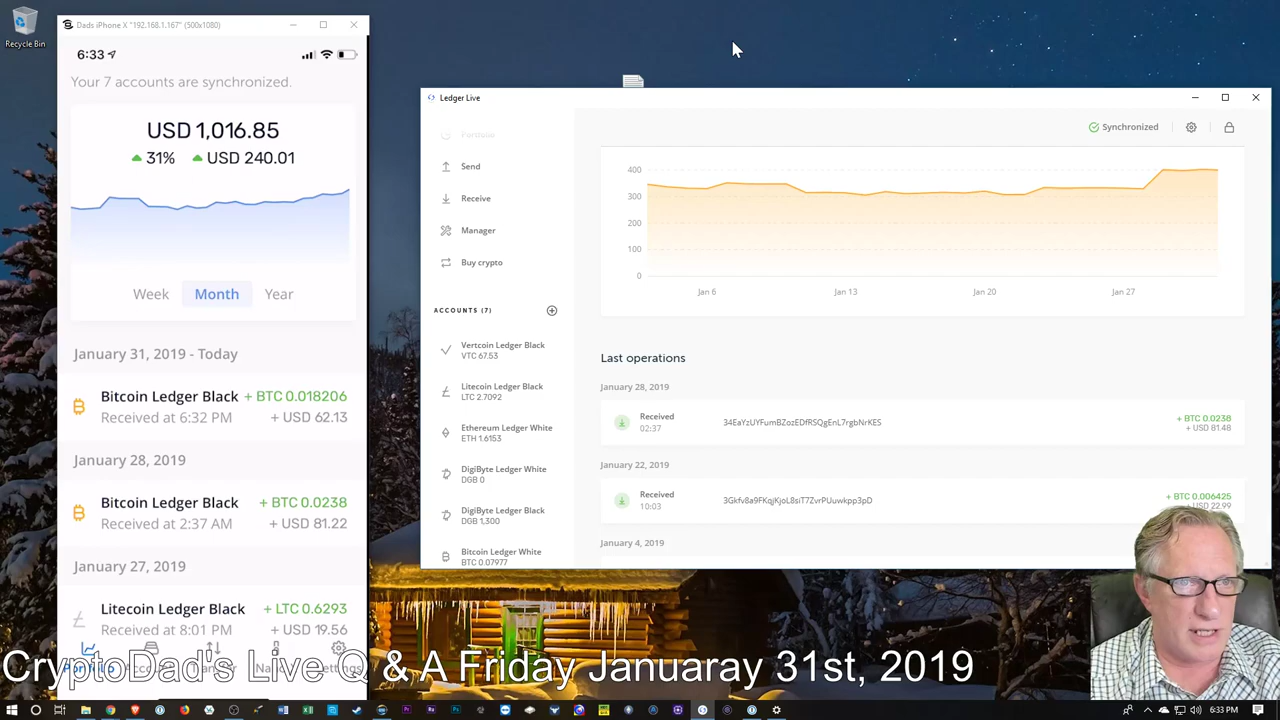 Recycle Bin
Dads iPhone X "192.168.1.167" (500x1080)
6:33
Your 7 accounts are synchronized.
USD 1,016.85
31% USD 240.01
Week Month Year
January 31, 2019 - Today
Bitcoin Ledger Black + BTC 0.018206
Received at 6:32 PM + USD 62.13
January 28, 2019
Bitcoin Ledger Black + BTC 0.0238
Received at 2:37 AM + USD 81.22
January 27, 2019
Litecoin Ledger Black + LTC 0.6293
Received at 8:01 PM + USD 19.56
Ledger Live
Portfolio
Send
Receive
Manager
Buy crypto
ACCOUNTS (7)
Vertcoin Ledger Black
VTC 67.53
Litecoin Ledger Black
LTC 2.7092
Ethereum Ledger White
ETH 1.6153
DigiByte Ledger White
DGB 0
DigiByte Ledger Black
DGB 1,300
Bitcoin Ledger White
BTC 0.07977
Synchronized
400
300
200
100
0
Jan 6 Jan 13 Jan 20 Jan 27
Last operations
January 28, 2019
Received 34EaYzUYFumBZozEDfRSQgEnL7rgbNrKES + BTC 0.0238
02:37 + USD 81.48
January 22, 2019
Received 3Gkfv8a9FKqjKjoL8siT7ZvrPUuwkpp3pD + BTC 0.006425
10:03 + USD 22.99
January 4, 2019
CryptoDad's Live Q & A Friday Januaray 31st, 2019
6:33 PM